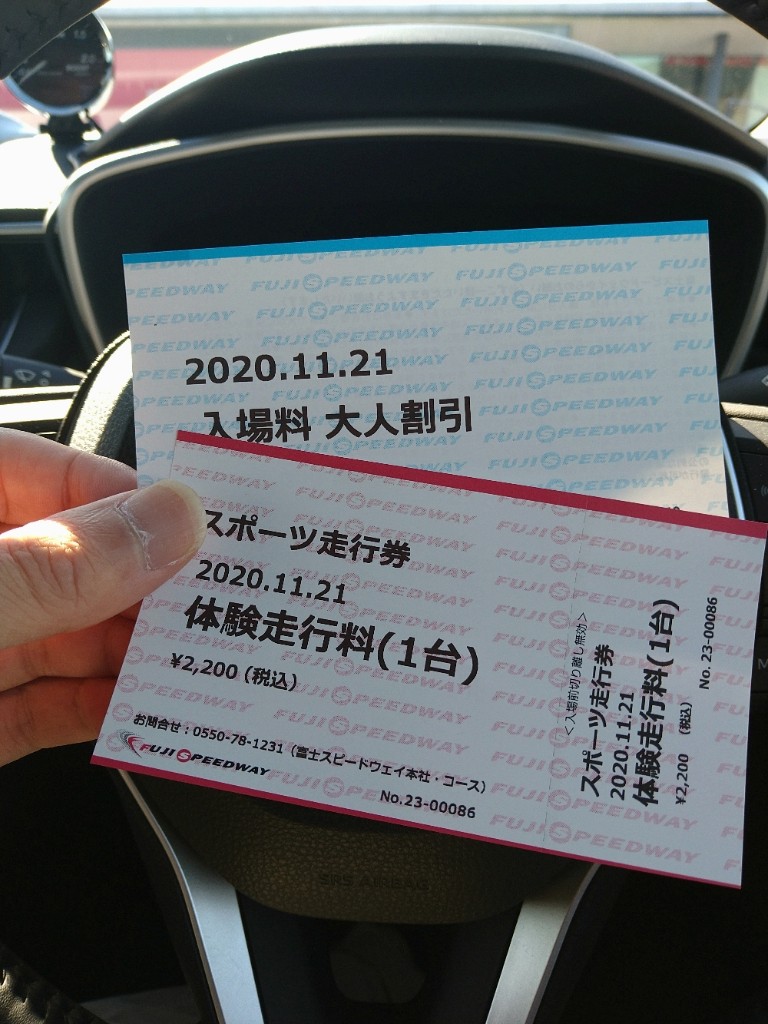 2020.11.21
入場料 大人割引
スポーツ走行券
2020.11.21
体験走行料(1台)
¥2,200 (税込)
お問合せ：0550-78-1231（富士スピードウェイ本社・コース）
FUJI SPEEDWAY
No.23-00086
＜入場前切り離し無効＞
スポーツ走行券
2020.11.21
体験走行料(1台)
¥2,200 (税込)
No. 23-00086
SRS AIRBAG